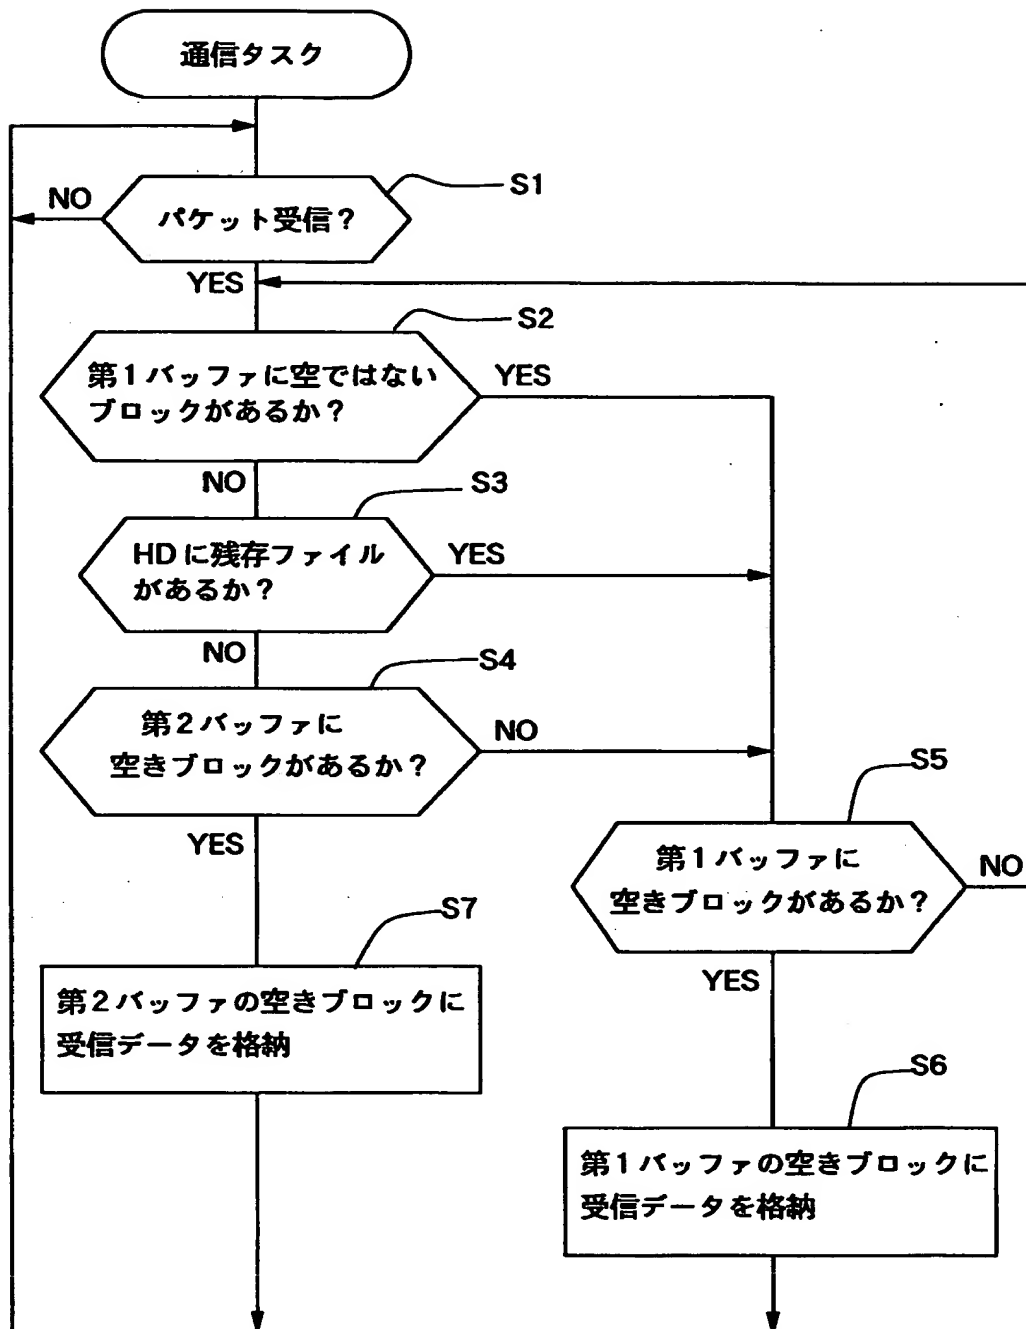 通信タスク
S1
NO
パケット受信？
YES
S2
第1バッファに空ではない
ブロックがあるか？
YES
NO
S3
HDに残存ファイル
があるか？
YES
NO
S4
第2バッファに
空きブロックがあるか？
NO
YES
S5
第1バッファに
空きブロックがあるか？
NO
YES
S7
第2バッファの空きブロックに
受信データを格納
S6
第1バッファの空きブロックに
受信データを格納